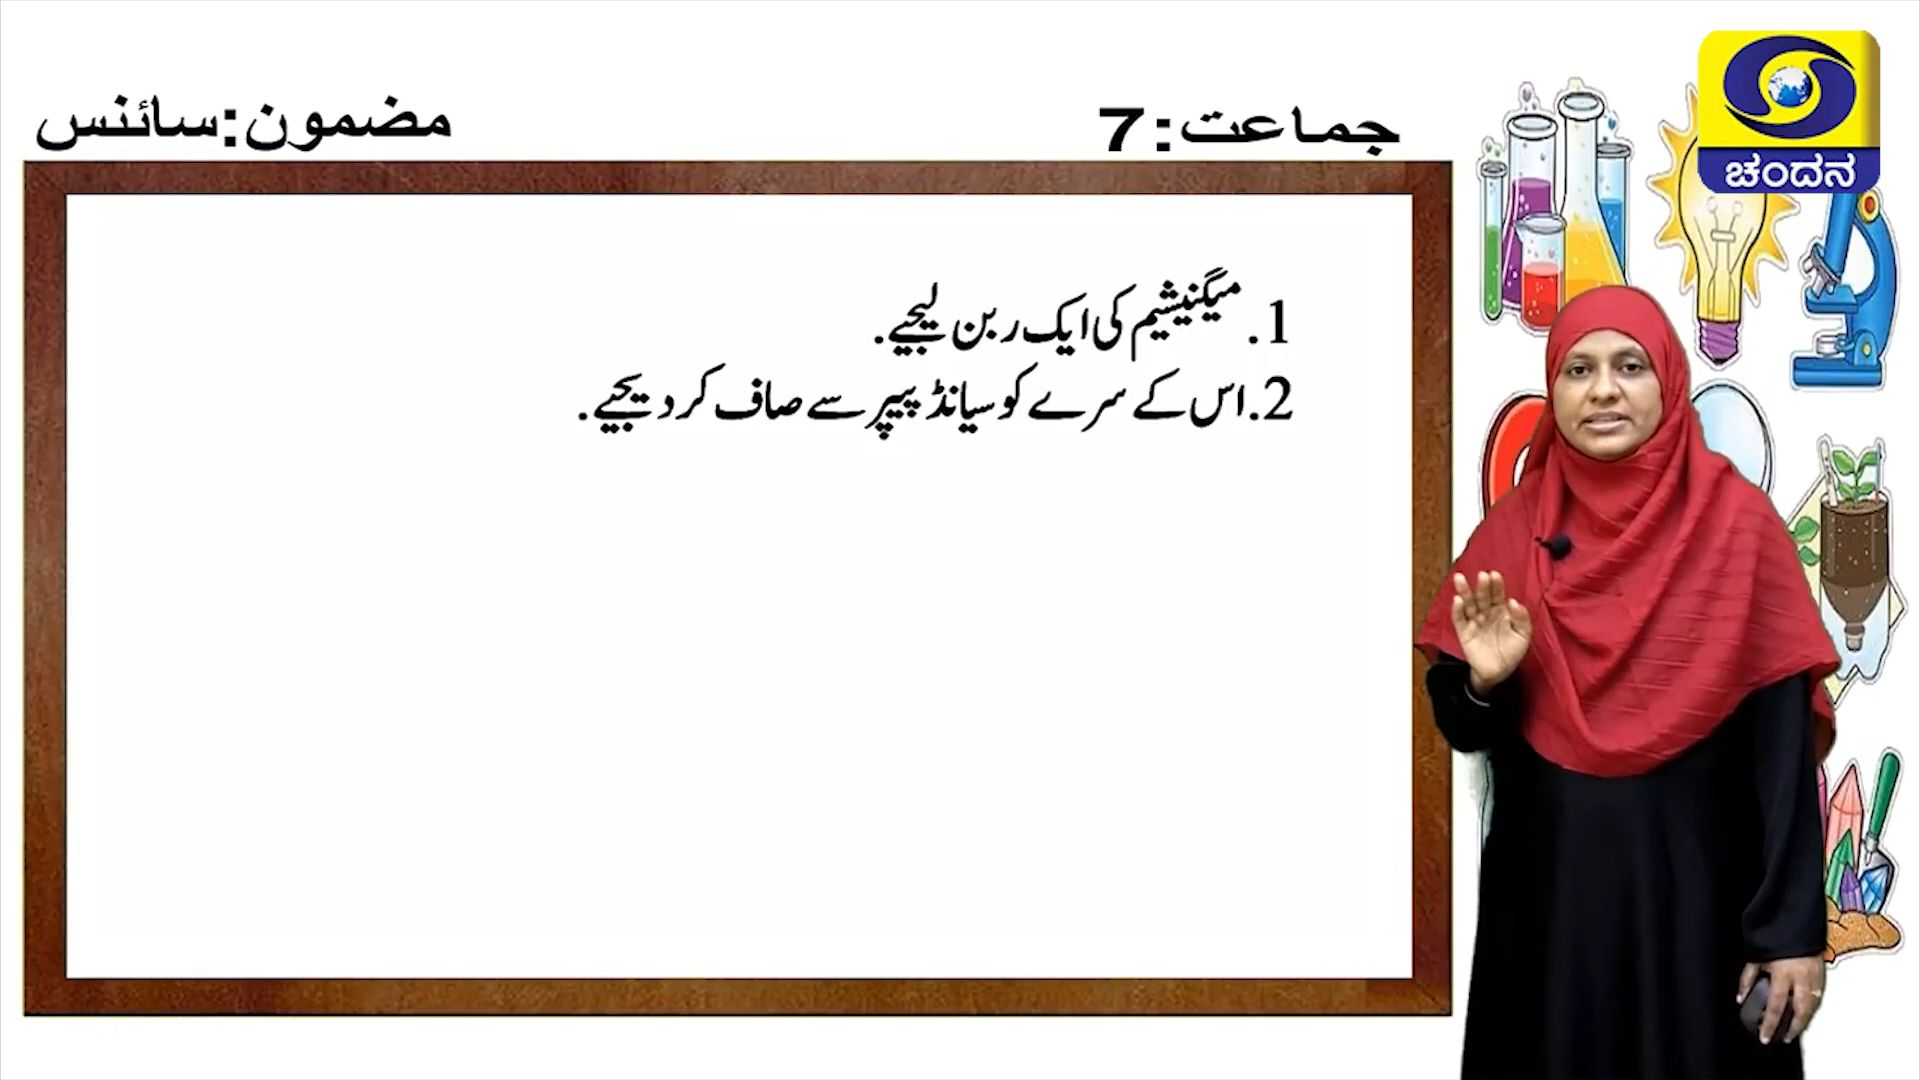 جماعت:7
مضمون:سائنس
ಚಂದನ
1. میگنیشیم کی ایک ربن لیجیے.
2. اس کے سرے کو سیانڈ پیپر سے صاف کر دیجیے.